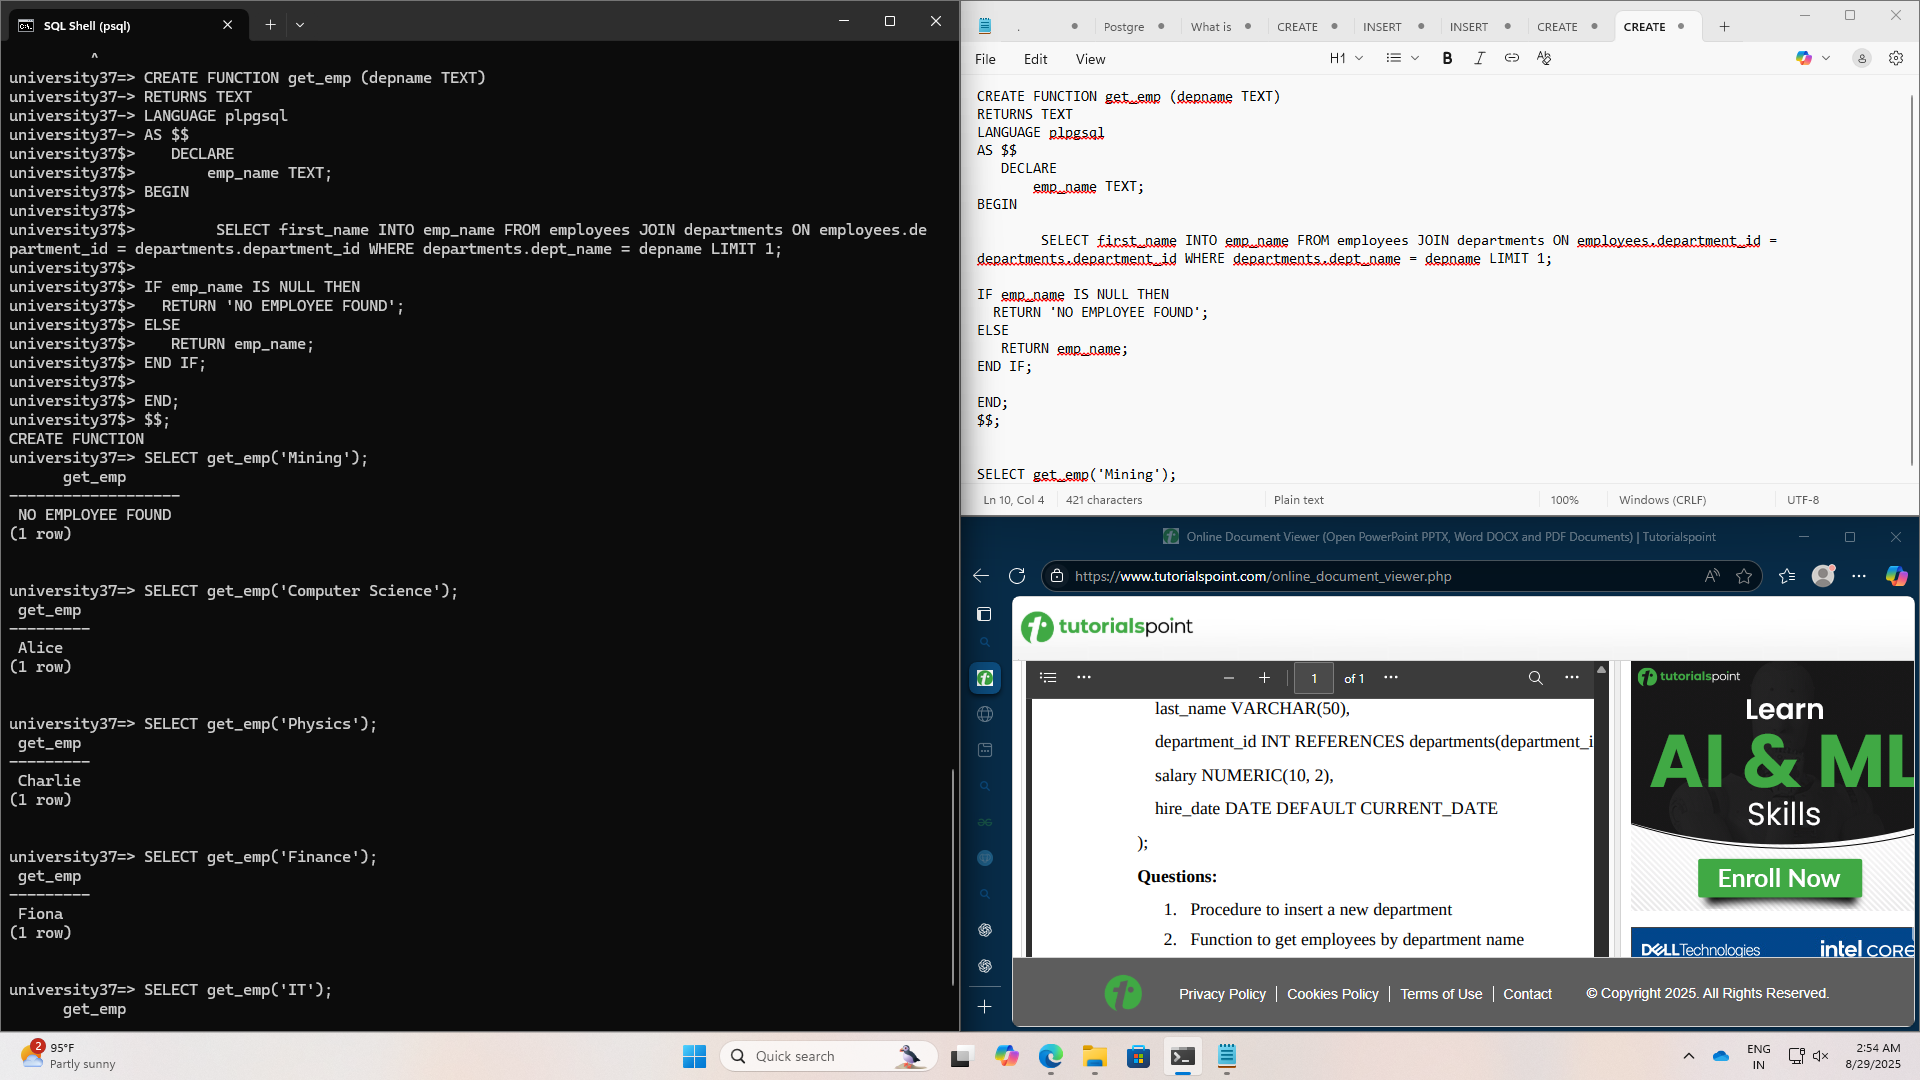 SQL Shell (psql)
^
university37=> CREATE FUNCTION get_emp (depname TEXT)
university37-> RETURNS TEXT
university37-> LANGUAGE plpgsql
university37-> AS $$
university37$>    DECLARE
university37$>        emp_name TEXT;
university37$> BEGIN
university37$>
university37$>         SELECT first_name INTO emp_name FROM employees JOIN departments ON employees.de
partment_id = departments.department_id WHERE departments.dept_name = depname LIMIT 1;
university37$>
university37$> IF emp_name IS NULL THEN
university37$>   RETURN 'NO EMPLOYEE FOUND';
university37$> ELSE
university37$>    RETURN emp_name;
university37$> END IF;
university37$>
university37$> END;
university37$> $$;
CREATE FUNCTION
university37=> SELECT get_emp('Mining');
get_emp
-------------------
NO EMPLOYEE FOUND
(1 row)
university37=> SELECT get_emp('Computer Science');
get_emp
---------
Alice
(1 row)
university37=> SELECT get_emp('Physics');
get_emp
---------
Charlie
(1 row)
university37=> SELECT get_emp('Finance');
get_emp
---------
Fiona
(1 row)
university37=> SELECT get_emp('IT');
get_emp
. Postgre What is CREATE INSERT INSERT CREATE CREATE
File Edit View H1 B I
CREATE FUNCTION get_emp (depname TEXT)
RETURNS TEXT
LANGUAGE plpgsql
AS $$
DECLARE
emp_name TEXT;
BEGIN
SELECT first_name INTO emp_name FROM employees JOIN departments ON employees.department_id =
departments.department_id WHERE departments.dept_name = depname LIMIT 1;
IF emp_name IS NULL THEN
RETURN 'NO EMPLOYEE FOUND';
ELSE
RETURN emp_name;
END IF;
END;
$$;
SELECT get_emp('Mining');
Ln 10, Col 4 421 characters Plain text 100% Windows (CRLF) UTF-8
Online Document Viewer (Open PowerPoint PPTX, Word DOCX and PDF Documents) | Tutorialspoint
https://www.tutorialspoint.com/online_document_viewer.php
tutorialspoint
1 of 1
last_name VARCHAR(50),
department_id INT REFERENCES departments(department_i
salary NUMERIC(10, 2),
hire_date DATE DEFAULT CURRENT_DATE
);
Questions:
1. Procedure to insert a new department
2. Function to get employees by department name
tutorialspoint
Learn
AI & ML
Skills
Enroll Now
DELL Technologies intel CORE
Privacy Policy | Cookies Policy | Terms of Use | Contact © Copyright 2025. All Rights Reserved.
2
95°F
Partly sunny
Quick search
ENG
IN
2:54 AM
8/29/2025